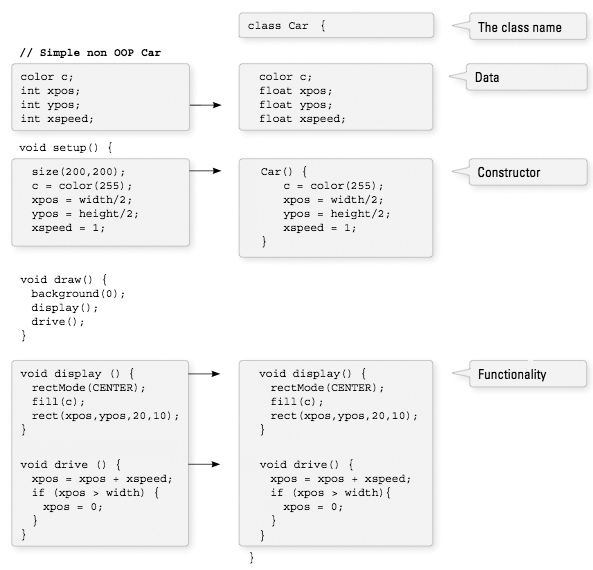 class Car {
The class name
// Simple non OOP Car
color c;
int xpos;
int ypos;
int xspeed;
color c;
float xpos;
float ypos;
float xspeed;
Data
void setup() {
size(200,200);
c = color(255);
xpos = width/2;
ypos = height/2;
xspeed = 1;
Car() {
c = color(255);
xpos = width/2;
ypos = height/2;
xspeed = 1;
}
Constructor
void draw() {
background(0);
display();
drive();
}
void display () {
rectMode(CENTER);
fill(c);
rect(xpos,ypos,20,10);
}
void drive () {
xpos = xpos + xspeed;
if (xpos > width) {
xpos = 0;
}
}
void display() {
rectMode(CENTER);
fill(c);
rect(xpos,ypos,20,10);
}
void drive() {
xpos = xpos + xspeed;
if (xpos > width){
xpos = 0;
}
}
}
Functionality